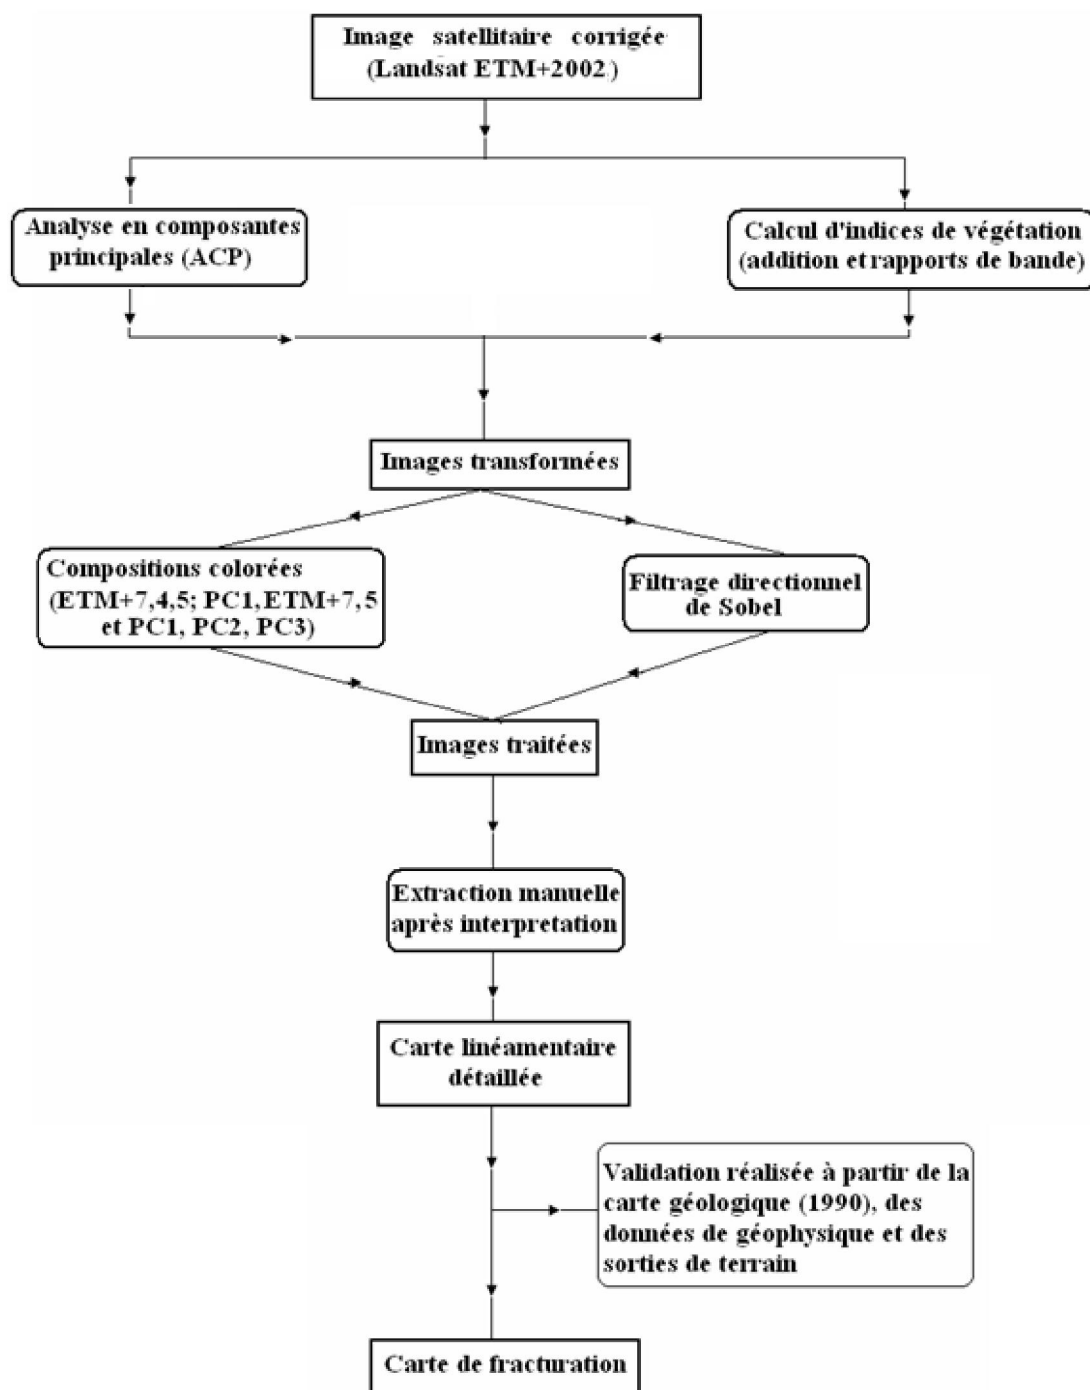 Image satellitaire corrigée
(Landsat ETM+2002)
Analyse en composantes
principales (ACP)
Calcul d'indices de végétation
(addition et rapports de bande)
Images transformées
Compositions colorées
(ETM+7,4,5; PC1,ETM+7,5
et PC1, PC2, PC3)
Filtrage directionnel
de Sobel
Images traitées
Extraction manuelle
après interpretation
Carte linéamentaire
détaillée
Validation réalisée à partir de la
carte géologique (1990), des
données de géophysique et des
sorties de terrain
Carte de fracturation